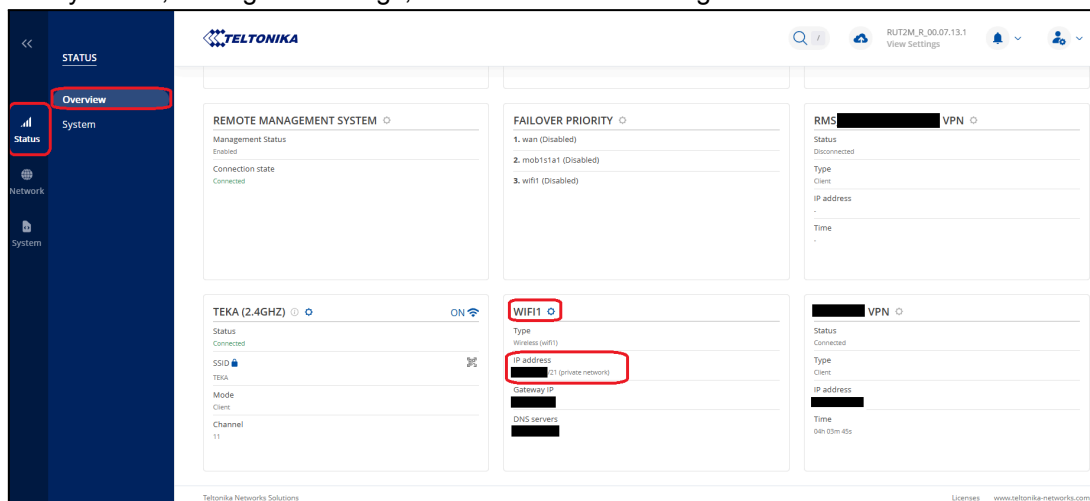 TELTONIKA
/
RUT2M_R_00.07.13.1
View Settings
STATUS
Overview
System
Status
Network
System
REMOTE MANAGEMENT SYSTEM
Management Status
Enabled
Connection state
Connected
FAILOVER PRIORITY
1. wan (Disabled)
2. mob1s1a1 (Disabled)
3. wifi1 (Disabled)
RMS VPN
Status
Disconnected
Type
Client
IP address
-
Time
-
TEKA (2.4GHZ) ON
Status
Connected
SSID
TEKA
Mode
Client
Channel
11
WIFI1
Type
Wireless (wifi1)
IP address
/21 (private network)
Gateway IP
DNS servers
VPN
Status
Connected
Type
Client
IP address
Time
04h 03m 45s
Teltonika Networks Solutions
Licenses www.teltonika-networks.com